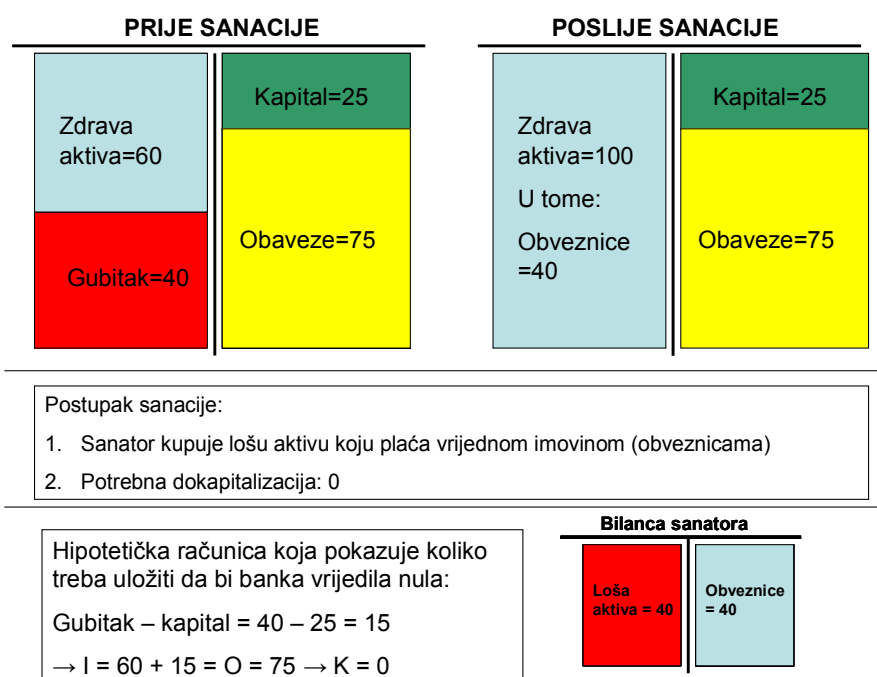 PRIJE SANACIJE
POSLIJE SANACIJE
Zdrava
aktiva=60
Gubitak=40
Kapital=25
Obaveze=75
Zdrava
aktiva=100
U tome:
Obveznice
=40
Kapital=25
Obaveze=75
Postupak sanacije:
1. Sanator kupuje lošu aktivu koju plaća vrijednom imovinom (obveznicama)
2. Potrebna dokapitalizacija: 0
Hipotetička računica koja pokazuje koliko
treba uložiti da bi banka vrijedila nula:
Gubitak – kapital = 40 – 25 = 15
→ I = 60 + 15 = O = 75 → K = 0
Bilanca sanatora
Loša
aktiva = 40
Obveznice
= 40